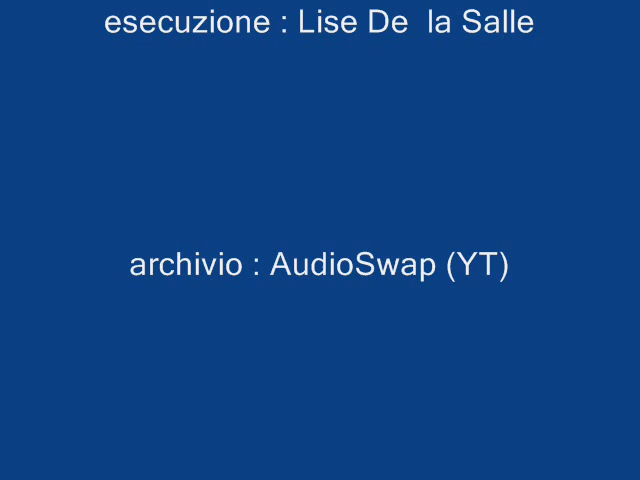 esecuzione : Lise De  la Salle
archivio : AudioSwap (YT)